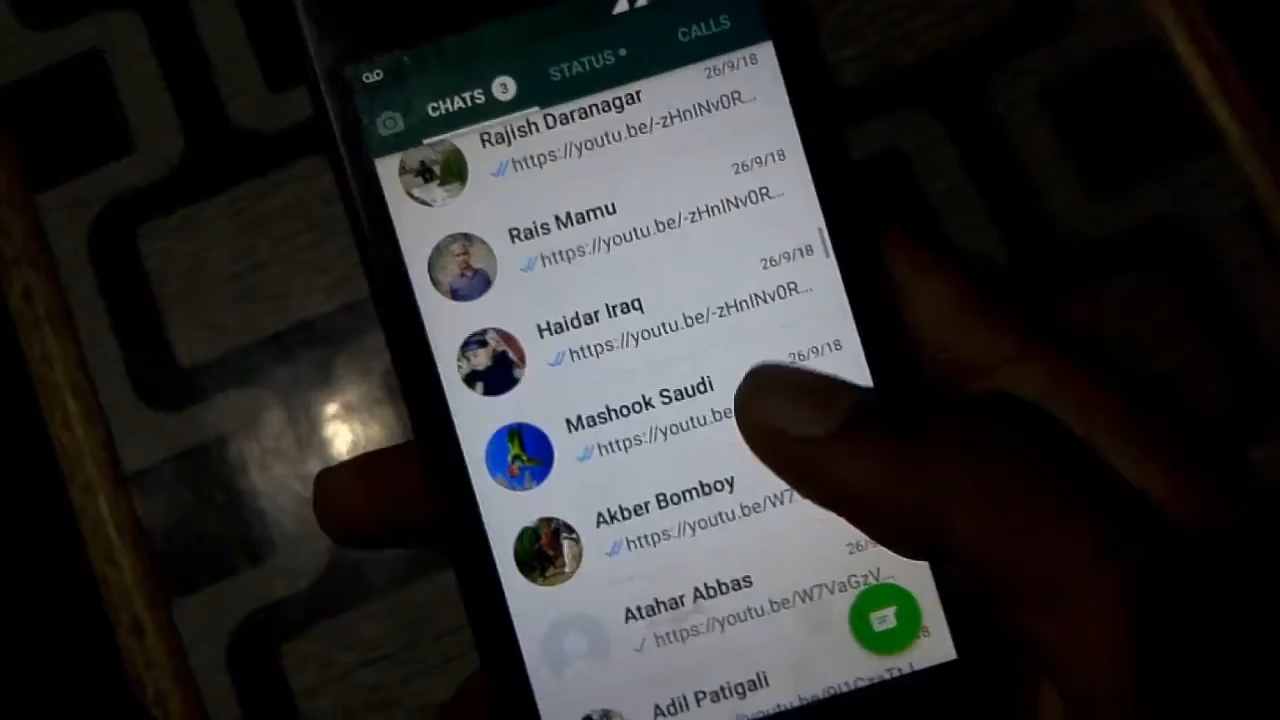 CHATS 3 STATUS CALLS
Rajish Daranagar 26/9/18
https://youtu.be/-zHnINv0R...
Rais Mamu 26/9/18
https://youtu.be/-zHnINv0R...
Haidar Iraq 26/9/18
https://youtu.be/-zHnINv0R...
Mashook Saudi 26/9/18
https://youtu.be
Akber Bomboy
https://youtu.be/W7
Atahar Abbas
https://youtu.be/W7VaGzV...
Adil Patigali